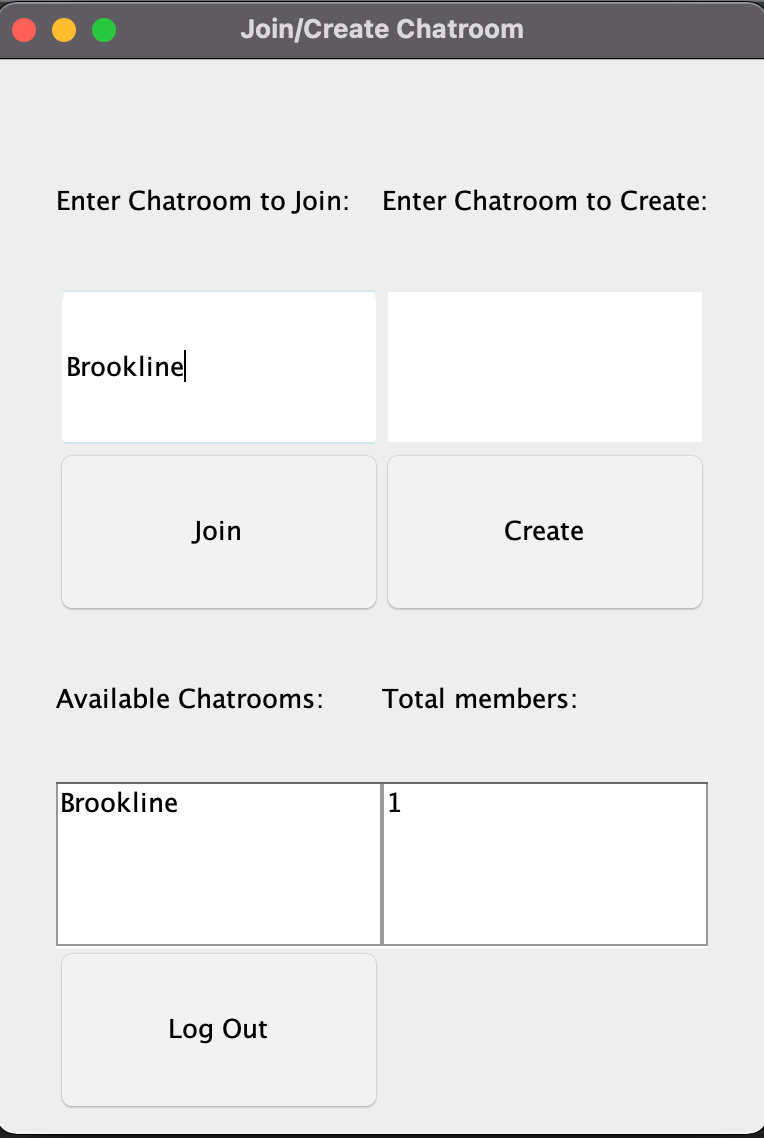 Join/Create Chatroom
Enter Chatroom to Join: Enter Chatroom to Create:
Brookline
Join Create
Available Chatrooms: Total members:
Brookline 1
Log Out